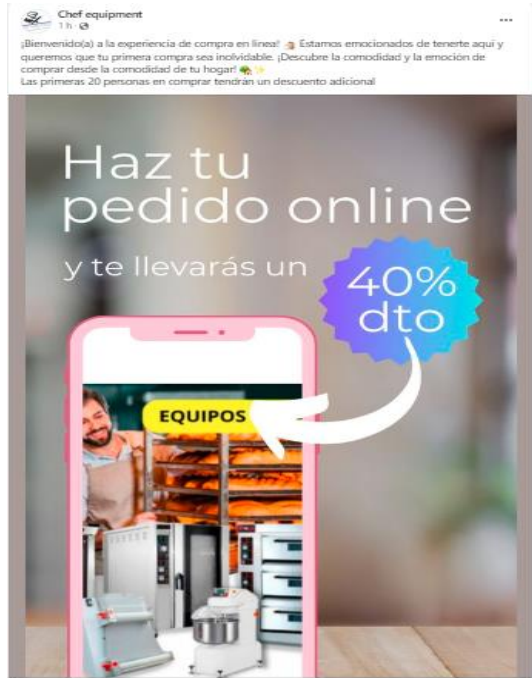 Chef equipment
1 h ·
¡Bienvenido(a) a la experiencia de compra en línea! Estamos emocionados de tenerte aquí y
queremos que tu primera compra sea inolvidable. ¡Descubre la comodidad y la emoción de
comprar desde la comodidad de tu hogar!
Las primeras 20 personas en comprar tendrán un descuento adicional
Haz tu
pedido online
y te llevarás un
40%
dto
EQUIPOS